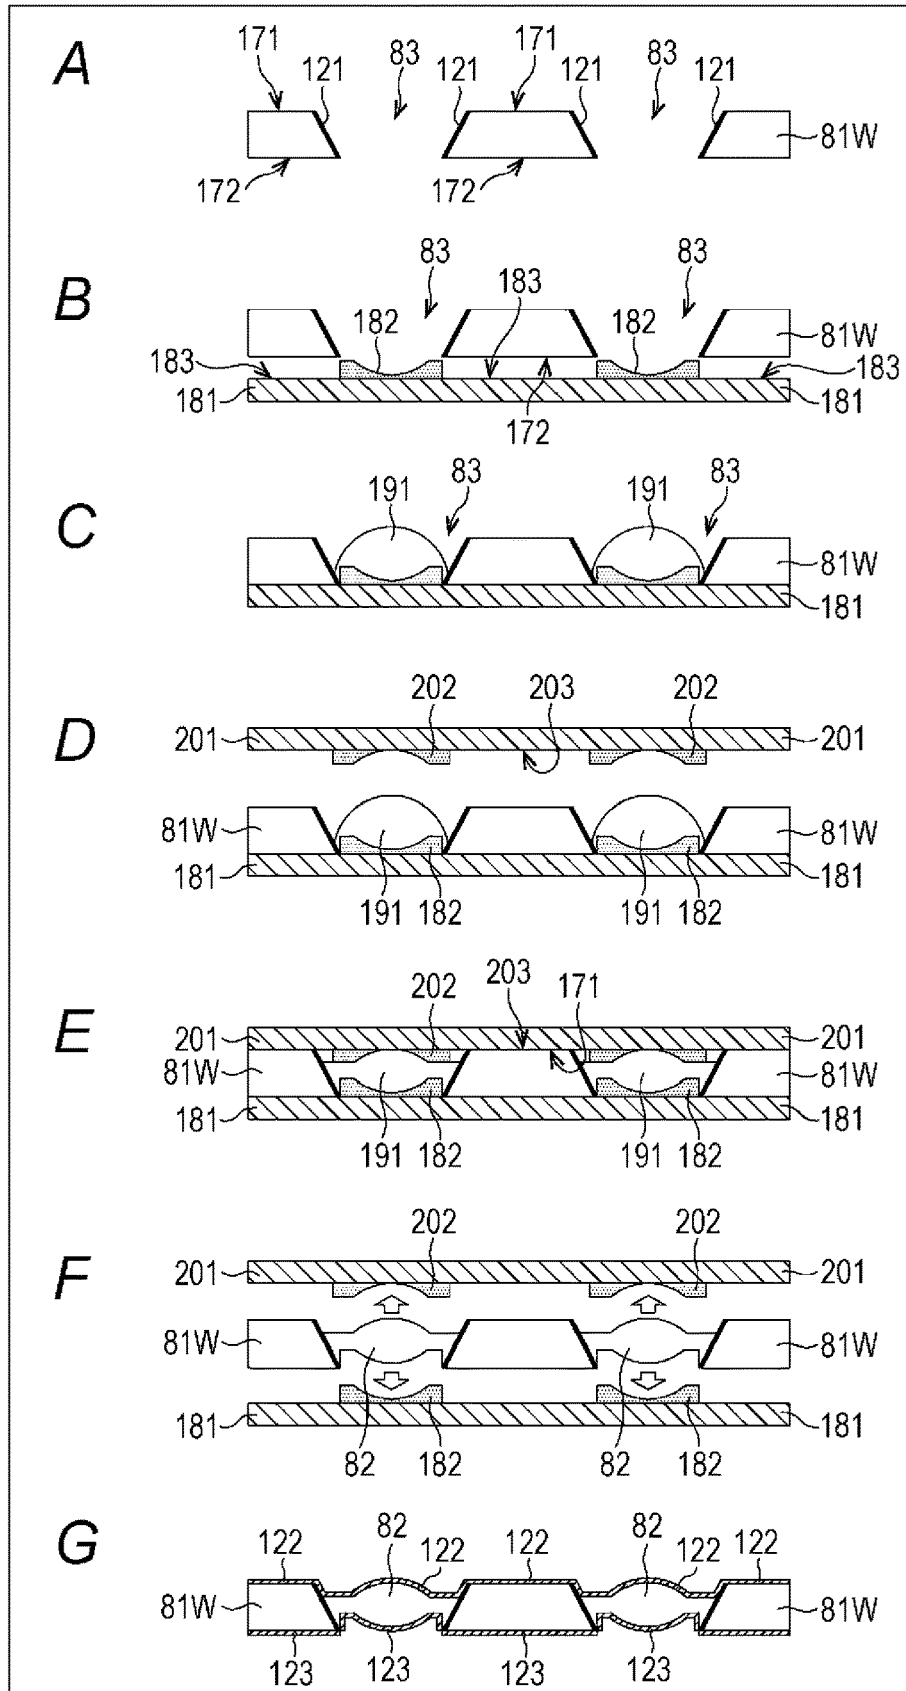 A
171 121 83 121 171 121 83 121
81W
172 172
B
83 83
182 183 182
81W
183 183
181 181
172
C
191 83 191 83
81W
181
D
202 203 202
201 201
81W 81W
181 181
191 182 191 182
E
203 202 171
201 201
81W 81W
181 181
191 182 191 182
F
202 202
201 201
81W 81W
181 181
82 182 82 182
G
122 82 122 122 82 122 122
81W 81W
123 123 123 123